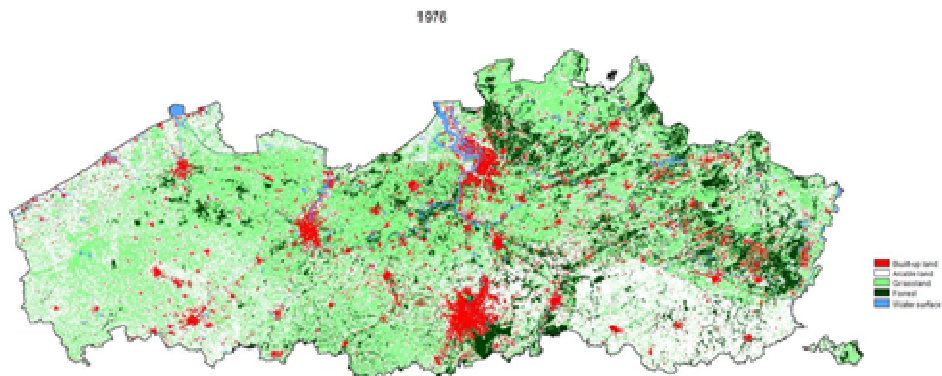 1976
Built-up land
Arable land
Grassland
Forest
Water surface